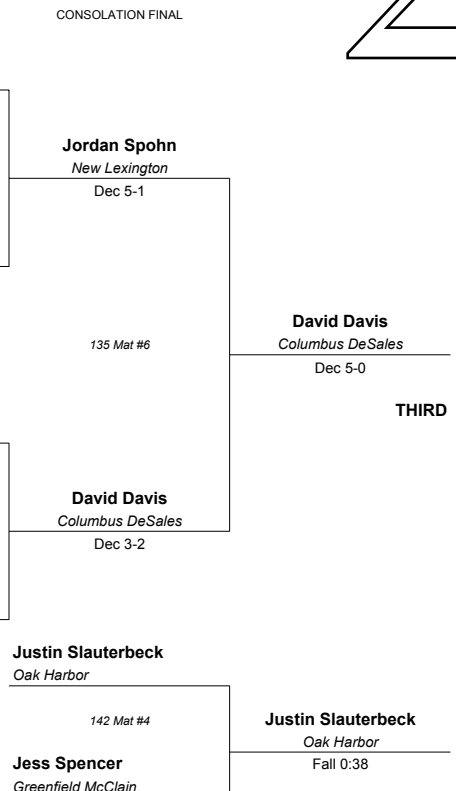 CONSOLATION FINAL
Jordan Spohn
New Lexington
Dec 5-1
135 Mat #6
David Davis
Columbus DeSales
Dec 5-0
THIRD
David Davis
Columbus DeSales
Dec 3-2
Justin Slauterbeck
Oak Harbor
142 Mat #4
Justin Slauterbeck
Oak Harbor
Fall 0:38
Jess Spencer
Greenfield McClain